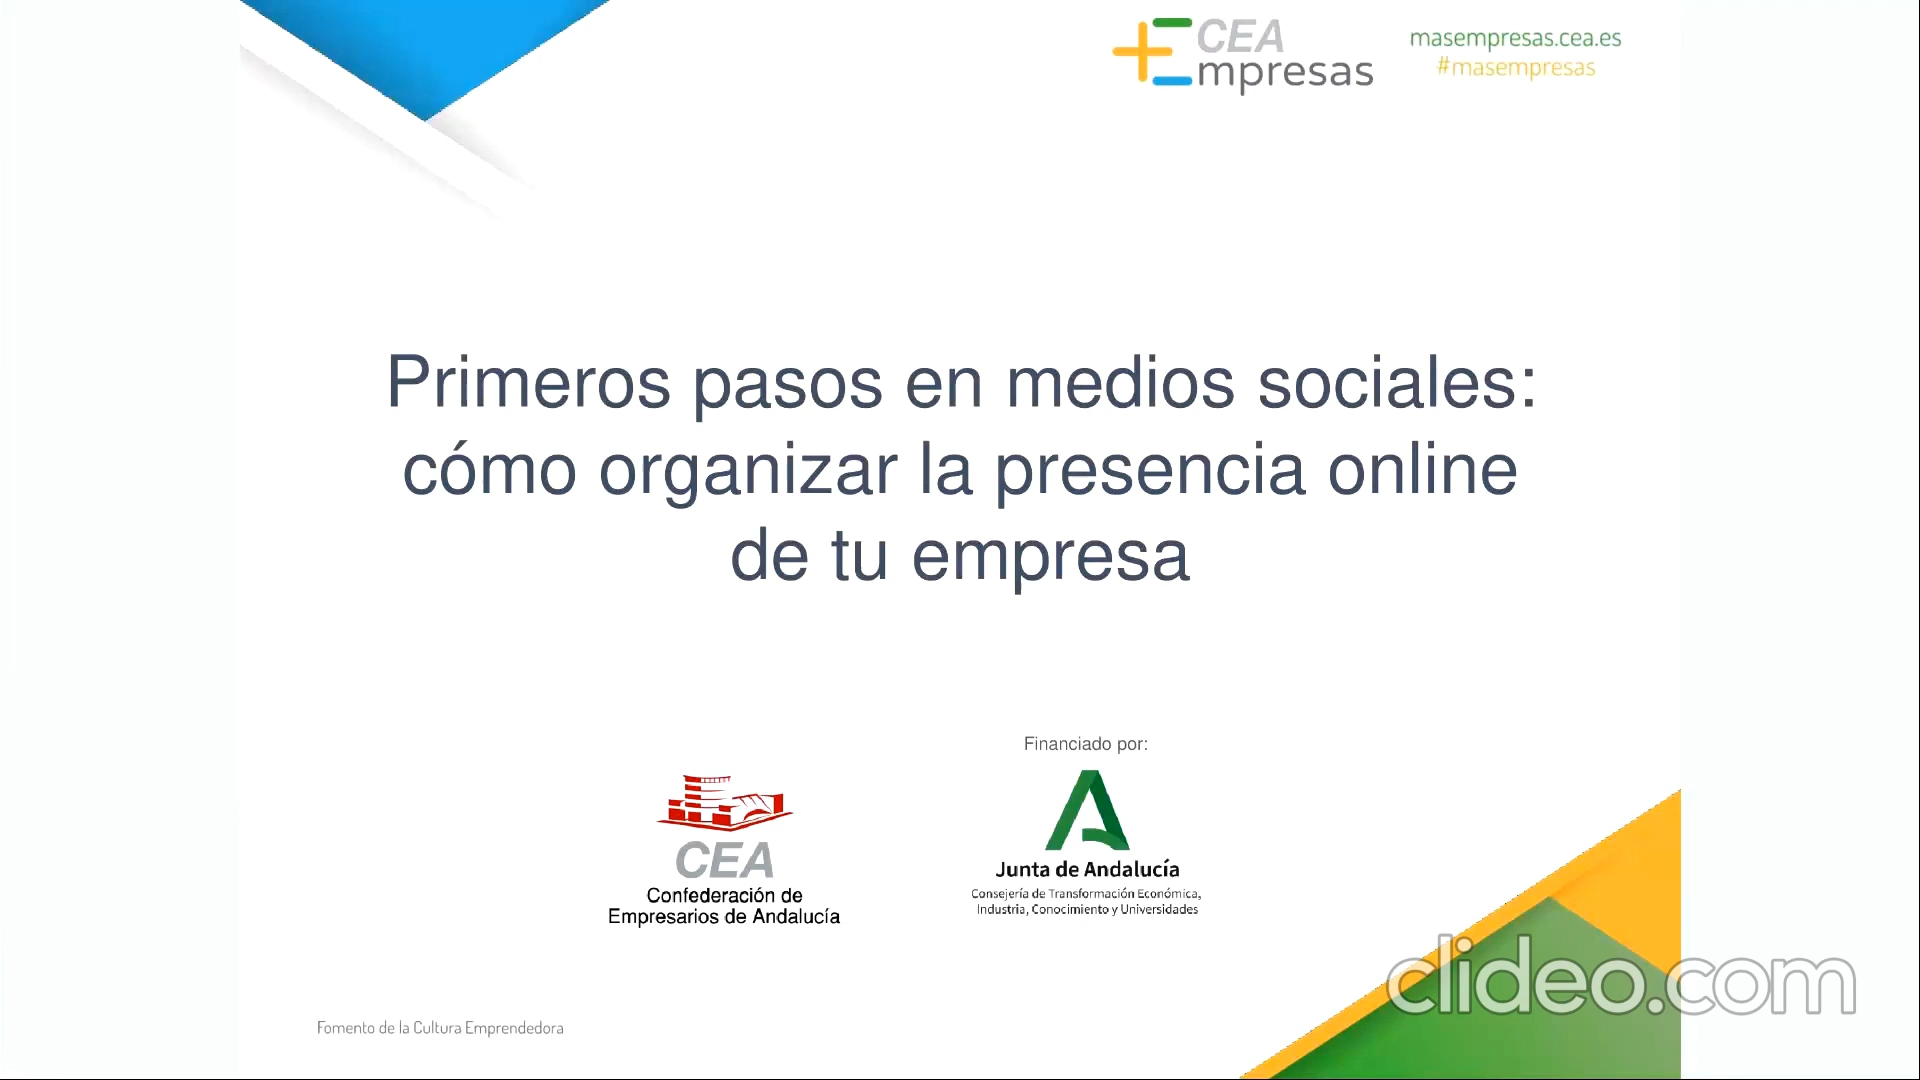 CEA
Empresas
masempresas.cea.es
#masempresas
Primeros pasos en medios sociales:
cómo organizar la presencia online
de tu empresa
Financiado por:
CEA
Confederación de
Empresarios de Andalucía
Junta de Andalucía
Consejería de Transformación Económica,
Industria, Conocimiento y Universidades
Fomento de la Cultura Emprendedora
clideo.com